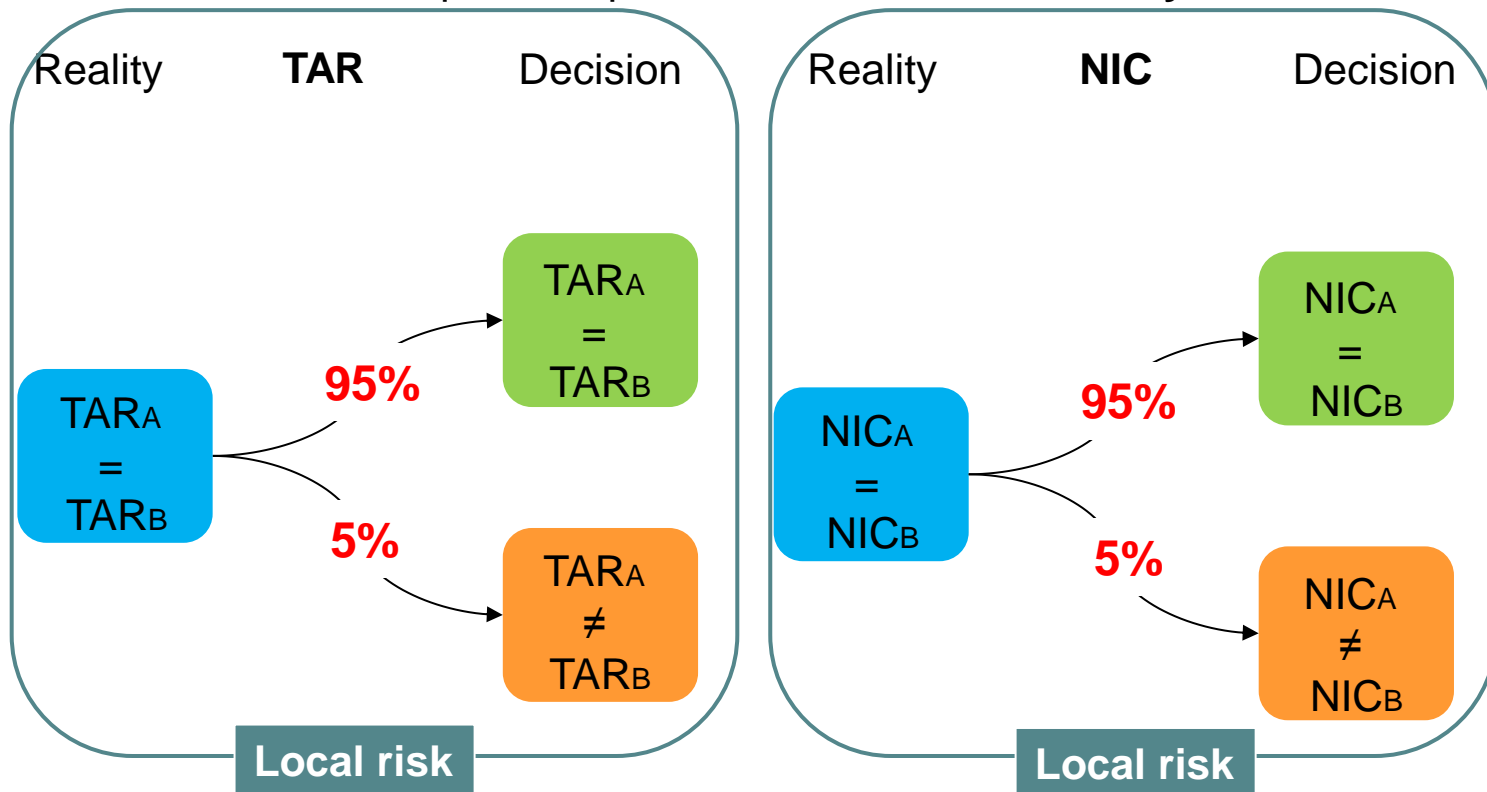 Reality TAR Decision
TARA
=
TARB
95%
TARA
=
TARB
5%
TARA
≠
TARB
Local risk
Reality NIC Decision
NICA
=
NICB
95%
NICA
=
NICB
5%
NICA
≠
NICB
Local risk